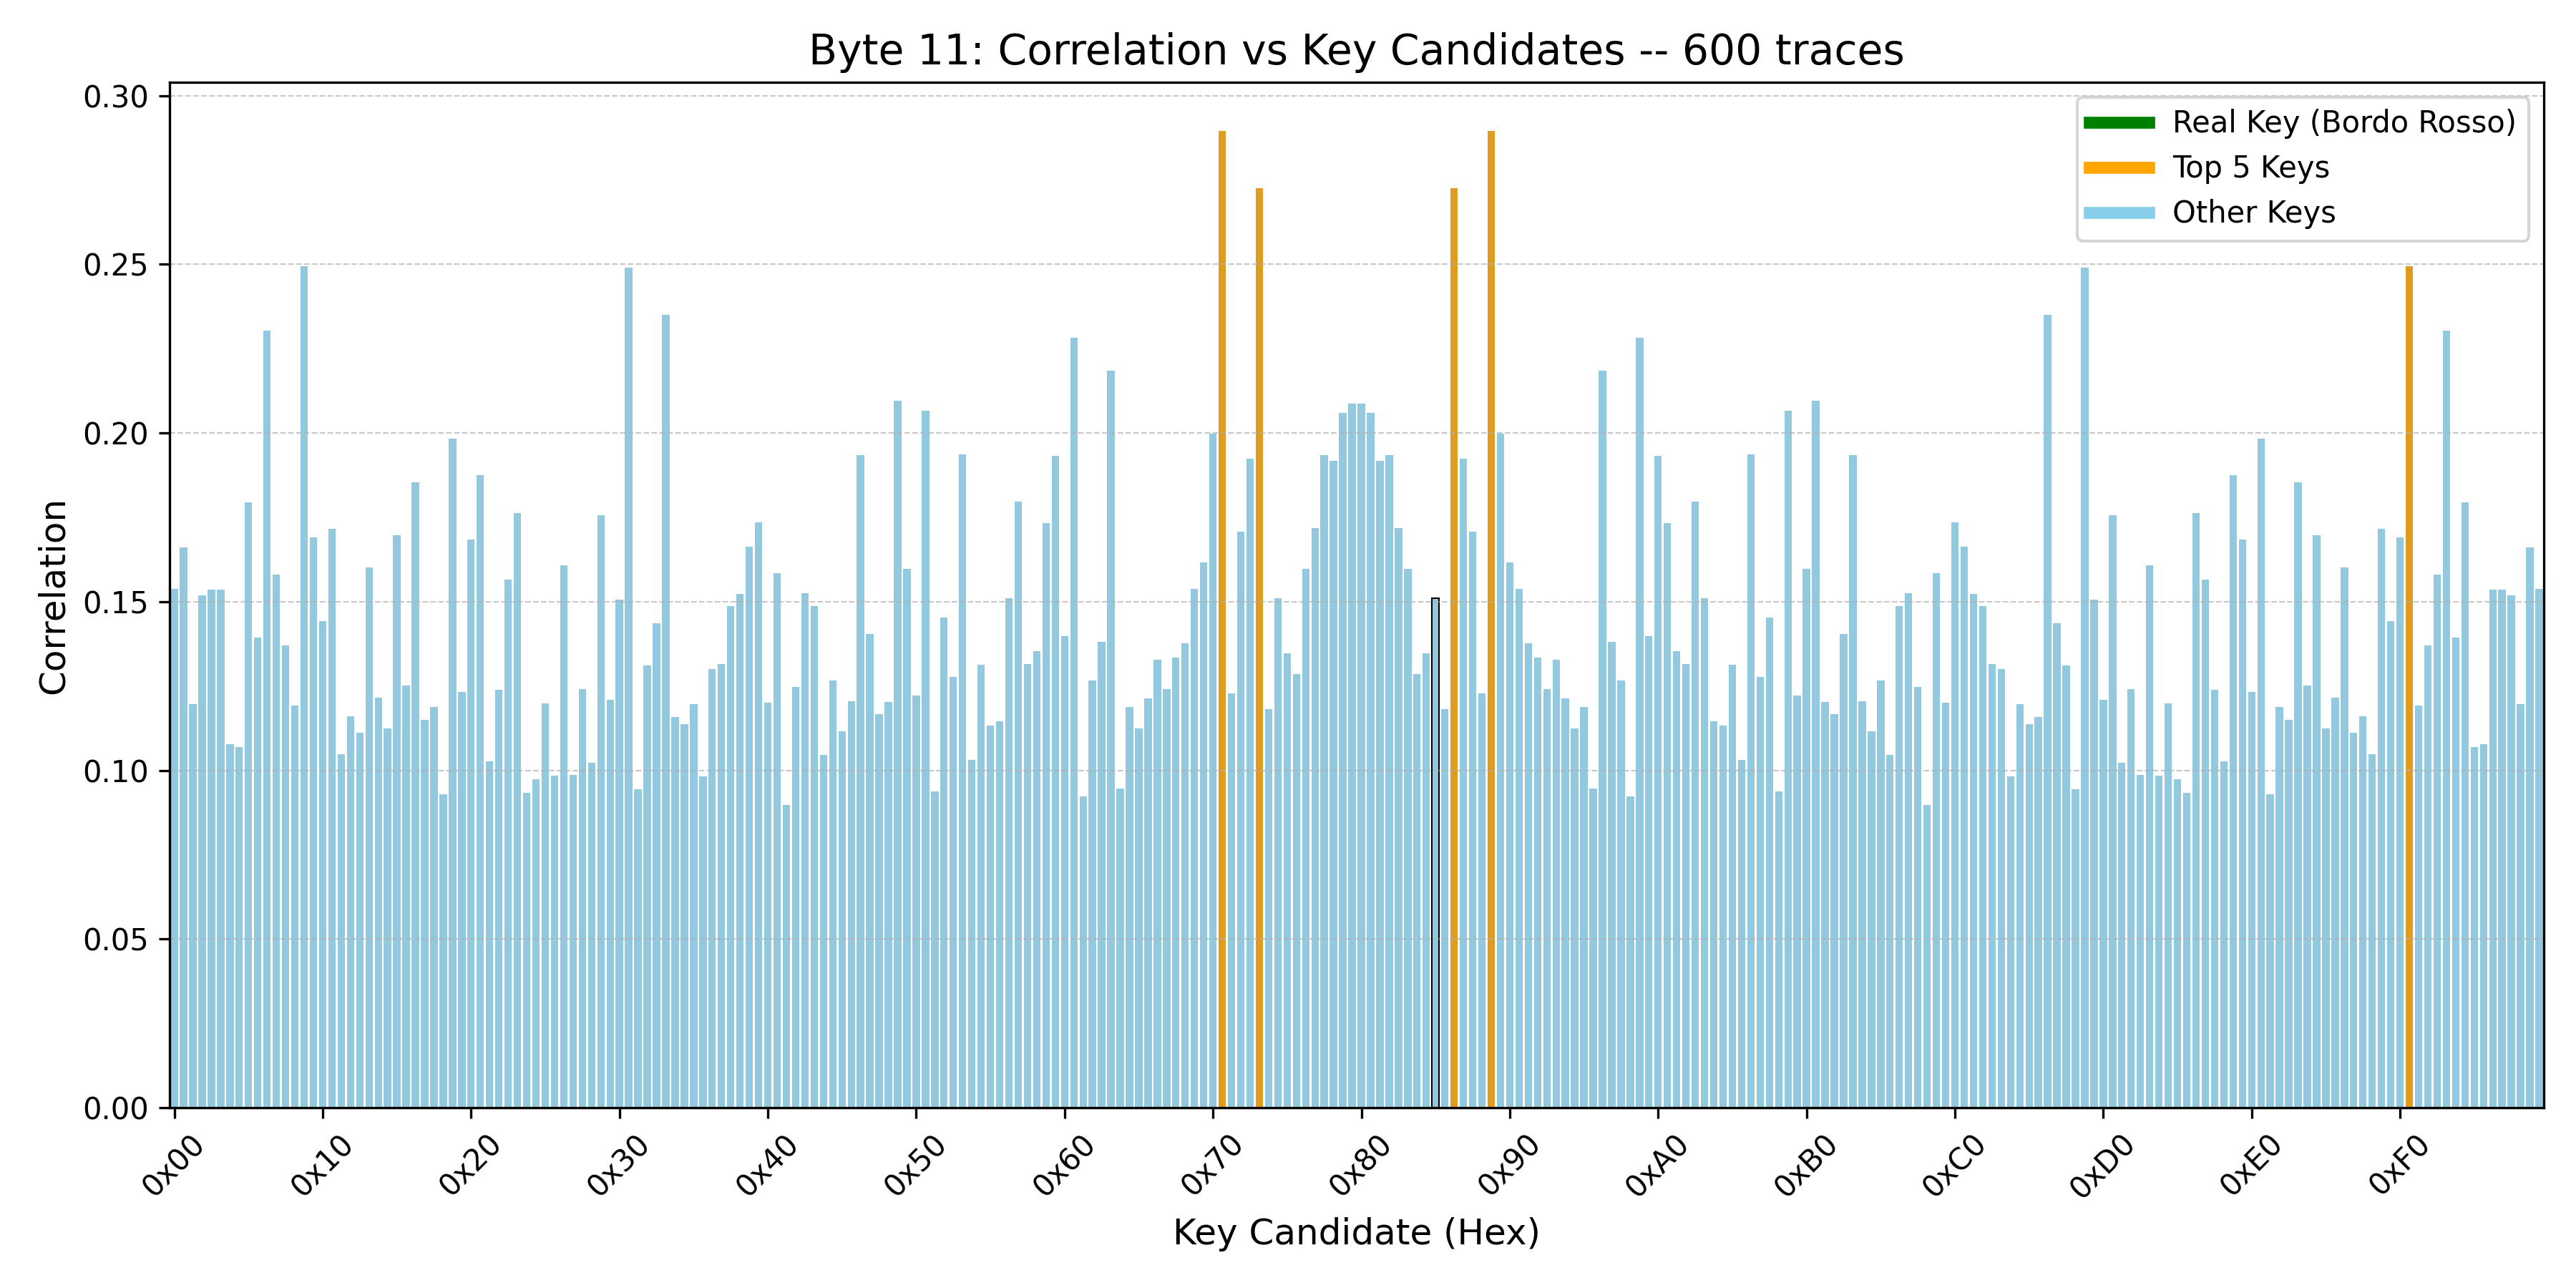 Byte 11: Correlation vs Key Candidates -- 600 traces
Real Key (Bordo Rosso)
Top 5 Keys
Other Keys
Correlation
0.30
0.25
0.20
0.15
0.10
0.05
0.00
0x00 0x10 0x20 0x30 0x40 0x50 0x60 0x70 0x80 0x90 0xA0 0xB0 0xC0 0xD0 0xE0 0xF0
Key Candidate (Hex)